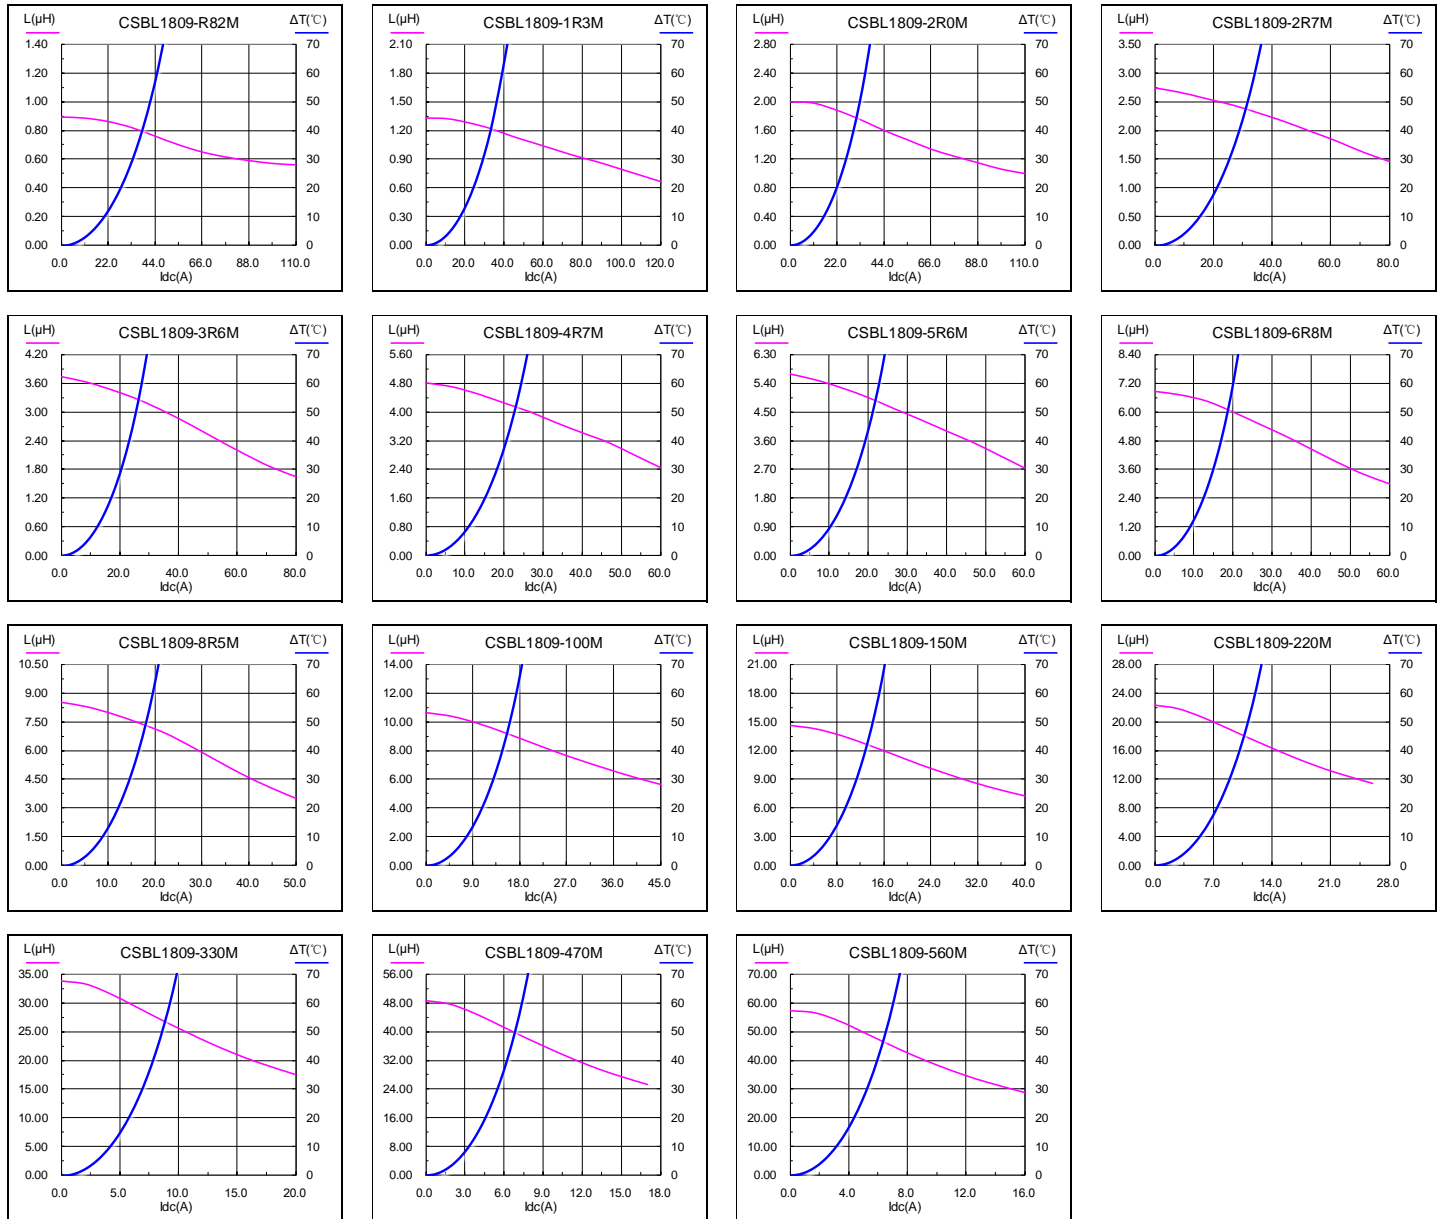 L(μH) CSBL1809-R82M ΔT(℃)
1.40 70
1.20 60
1.00 50
0.80 40
0.60 30
0.40 20
0.20 10
0.00 0
0.0 22.0 44.0 66.0 88.0 110.0
Idc(A)
L(μH) CSBL1809-1R3M ΔT(℃)
2.10 70
1.80 60
1.50 50
1.20 40
0.90 30
0.60 20
0.30 10
0.00 0
0.0 20.0 40.0 60.0 80.0 100.0 120.0
Idc(A)
L(μH) CSBL1809-2R0M ΔT(℃)
2.80 70
2.40 60
2.00 50
1.60 40
1.20 30
0.80 20
0.40 10
0.00 0
0.0 22.0 44.0 66.0 88.0 110.0
Idc(A)
L(μH) CSBL1809-2R7M ΔT(℃)
3.50 70
3.00 60
2.50 50
2.00 40
1.50 30
1.00 20
0.50 10
0.00 0
0.0 20.0 40.0 60.0 80.0
Idc(A)
L(μH) CSBL1809-3R6M ΔT(℃)
4.20 70
3.60 60
3.00 50
2.40 40
1.80 30
1.20 20
0.60 10
0.00 0
0.0 20.0 40.0 60.0 80.0
Idc(A)
L(μH) CSBL1809-4R7M ΔT(℃)
5.60 70
4.80 60
4.00 50
3.20 40
2.40 30
1.60 20
0.80 10
0.00 0
0.0 10.0 20.0 30.0 40.0 50.0 60.0
Idc(A)
L(μH) CSBL1809-5R6M ΔT(℃)
6.30 70
5.40 60
4.50 50
3.60 40
2.70 30
1.80 20
0.90 10
0.00 0
0.0 10.0 20.0 30.0 40.0 50.0 60.0
Idc(A)
L(μH) CSBL1809-6R8M ΔT(℃)
8.40 70
7.20 60
6.00 50
4.80 40
3.60 30
2.40 20
1.20 10
0.00 0
0.0 10.0 20.0 30.0 40.0 50.0 60.0
Idc(A)
L(μH) CSBL1809-8R5M ΔT(℃)
10.50 70
9.00 60
7.50 50
6.00 40
4.50 30
3.00 20
1.50 10
0.00 0
0.0 10.0 20.0 30.0 40.0 50.0
Idc(A)
L(μH) CSBL1809-100M ΔT(℃)
14.00 70
12.00 60
10.00 50
8.00 40
6.00 30
4.00 20
2.00 10
0.00 0
0.0 9.0 18.0 27.0 36.0 45.0
Idc(A)
L(μH) CSBL1809-150M ΔT(℃)
21.00 70
18.00 60
15.00 50
12.00 40
9.00 30
6.00 20
3.00 10
0.00 0
0.0 8.0 16.0 24.0 32.0 40.0
Idc(A)
L(μH) CSBL1809-220M ΔT(℃)
28.00 70
24.00 60
20.00 50
16.00 40
12.00 30
8.00 20
4.00 10
0.00 0
0.0 7.0 14.0 21.0 28.0
Idc(A)
L(μH) CSBL1809-330M ΔT(℃)
35.00 70
30.00 60
25.00 50
20.00 40
15.00 30
10.00 20
5.00 10
0.00 0
0.0 5.0 10.0 15.0 20.0
Idc(A)
L(μH) CSBL1809-470M ΔT(℃)
56.00 70
48.00 60
40.00 50
32.00 40
24.00 30
16.00 20
8.00 10
0.00 0
0.0 3.0 6.0 9.0 12.0 15.0 18.0
Idc(A)
L(μH) CSBL1809-560M ΔT(℃)
70.00 70
60.00 60
50.00 50
40.00 40
30.00 30
20.00 20
10.00 10
0.00 0
0.0 4.0 8.0 12.0 16.0
Idc(A)